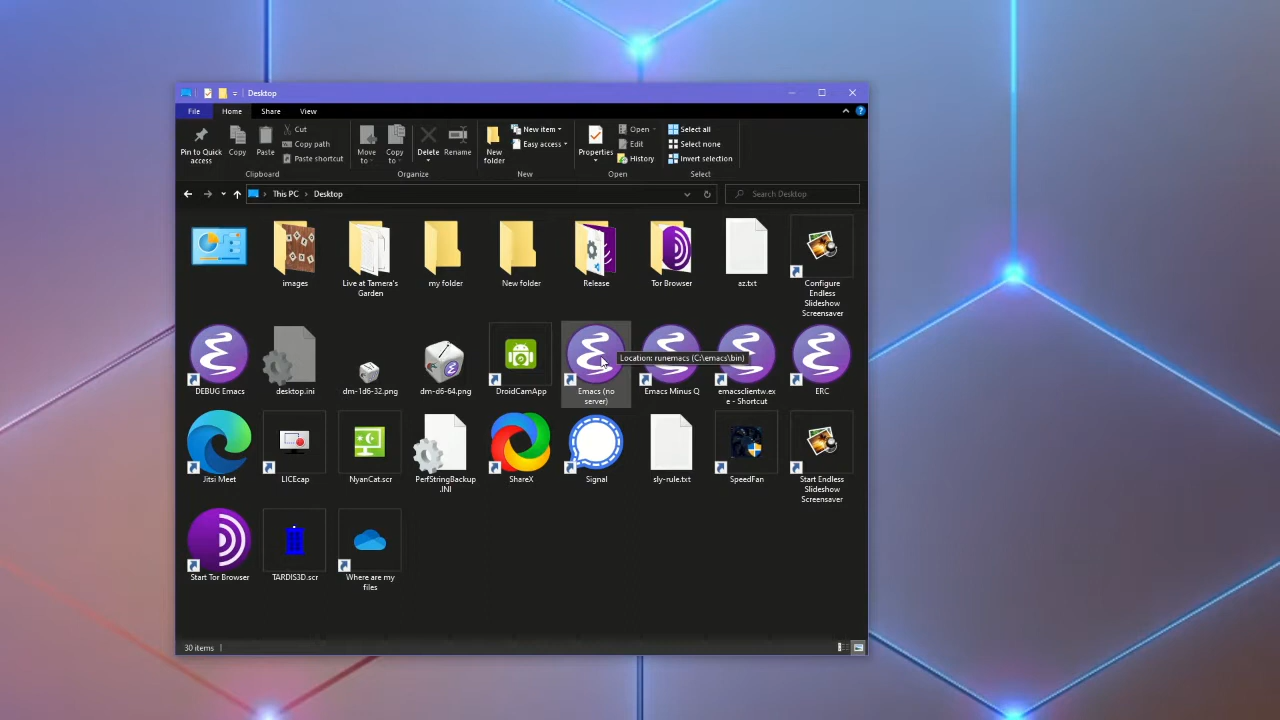 Desktop
File Home Share View
Pin to Quick access
Copy
Paste
Cut
Copy path
Paste shortcut
Clipboard
Move to
Copy to
Delete
Rename
Organize
New folder
New item
Easy access
New
Properties
Open
Edit
History
Open
Select all
Select none
Invert selection
Select
This PC Desktop
Search Desktop
images
Live at Tamera's Garden
my folder
New folder
Release
Tor Browser
az.txt
Configure Endless Slideshow Screensaver
DEBUG Emacs
desktop.ini
dm-1d6-32.png
dm-d6-64.png
DroidCamApp
Emacs (no server)
Location: runemacs (C:\emacs\bin)
Emacs Minus Q
emacsclientw.exe - Shortcut
ERC
Jitsi Meet
LICEcap
NyanCat.scr
PerfStringBackup.INI
ShareX
Signal
sly-rule.txt
SpeedFan
Start Endless Slideshow Screensaver
Start Tor Browser
TARDIS3D.scr
Where are my files
30 items